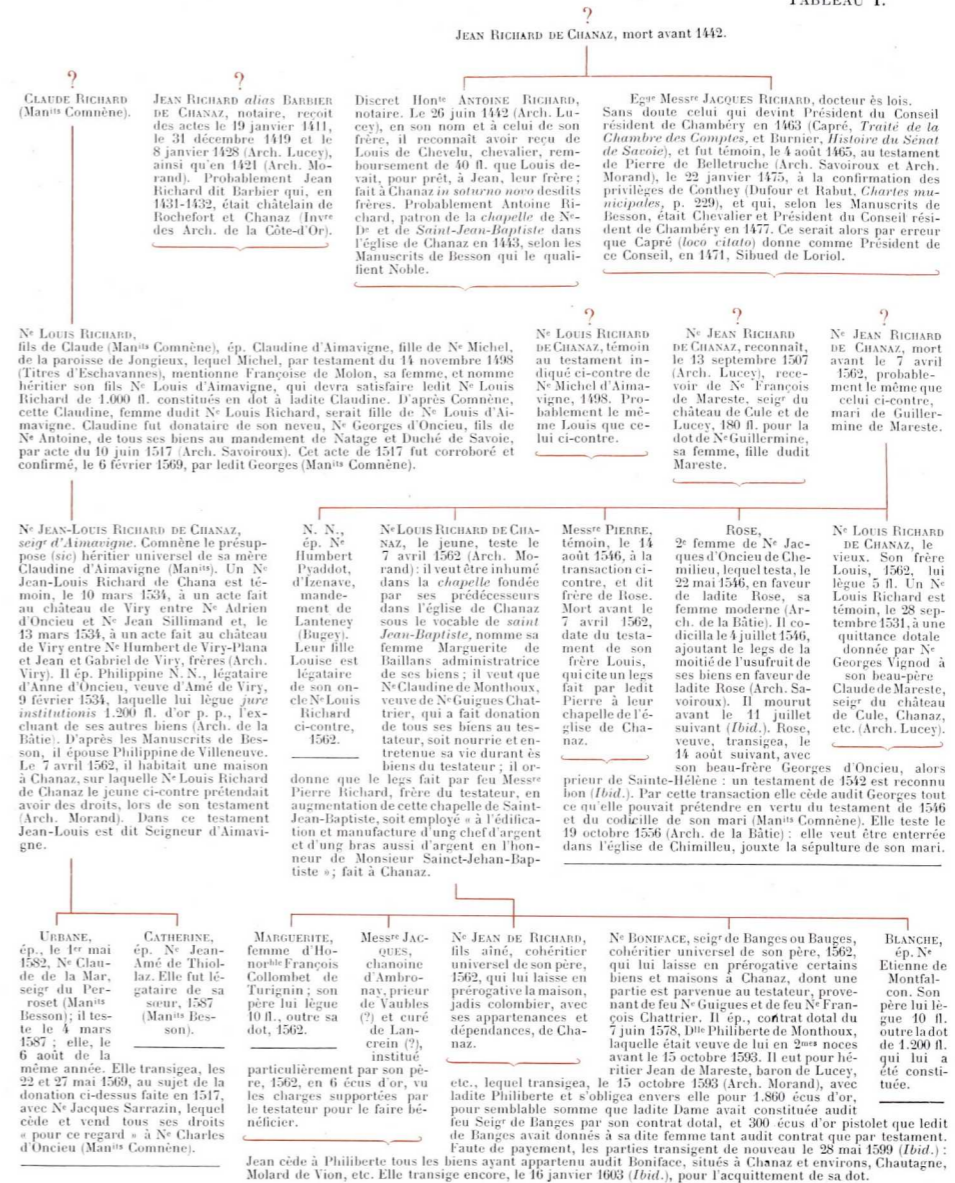 TABLEAU I.
?
JEAN RICHARD DE CHANAZ, mort avant 1442.
?
CLAUDE RICHARD
(Manits Comnène).
?
JEAN RICHARD alias BARBIER
DE CHANAZ, notaire, reçoit
des actes le 19 janvier 1411,
le 31 décembre 1419 et le
8 janvier 1428 (Arch. Lucey),
ainsi qu'en 1421 (Arch. Mo-
rand). Probablement Jean
Richard dit Barbier qui, en
1431-1432, était châtelain de
Rochefort et Chanaz (Invre
des Arch. de la Côte-d'Or).
Discret Honte ANTOINE RICHARD,
notaire. Le 26 juin 1442 (Arch. Lu-
cey), en son nom et à celui de son
frère, il reconnaît avoir reçu de
Louis de Chevelu, chevalier, rem-
boursement de 40 fl. que Louis de-
vait, pour prêt, à Jean, leur frère ;
fait à Chanaz in soturno novo desdits
frères. Probablement Antoine Ri-
chard, patron de la chapelle de Ne-
De et de Saint-Jean-Baptiste dans
l'église de Chanaz en 1443, selon les
Manuscrits de Besson qui le quali-
fient Noble.
Egre Messre JACQUES RICHARD, docteur ès lois.
Sans doute celui qui devint Président du Conseil
résident de Chambéry en 1463 (Capré, Traité de la
Chambre des Comptes, et Burnier, Histoire du Sénat
de Savoie), et fut témoin, le 4 août 1465, au testament
de Pierre de Belletruche (Arch. Savoiroux et Arch.
Morand), le 22 janvier 1475, à la confirmation des
privilèges de Conthey (Dufour et Rabut, Chartes mu-
nicipales, p. 229), et qui, selon les Manuscrits de
Besson, était Chevalier et Président du Conseil rési-
dent de Chambéry en 1477. Ce serait alors par erreur
que Capré (loco citato) donne comme Président de
ce Conseil, en 1471, Sibued de Loriol.
Ne LOUIS RICHARD,
fils de Claude (Manits Comnène), ép. Claudine d'Aimavigne, fille de Ne Michel,
de la paroisse de Jongieux, lequel Michel, par testament du 14 novembre 1498
(Titres d'Eschavannes), mentionne Françoise de Molon, sa femme, et nomme
héritier son fils Ne Louis d'Aimavigne, qui devra satisfaire ledit Ne Louis
Richard de 1.000 fl. constitués en dot à ladite Claudine. D'après Comnène,
cette Claudine, femme dudit Ne Louis Richard, serait fille de Ne Louis d'Ai-
mavigne. Claudine fut donataire de son neveu, Ne Georges d'Oncieu, fils de
Ne Antoine, de tous ses biens au mandement de Natage et Duché de Savoie,
par acte du 10 juin 1517 (Arch. Savoiroux). Cet acte de 1517 fut corroboré et
confirmé, le 6 février 1569, par ledit Georges (Manits Comnène).
?
Ne LOUIS RICHARD
DE CHANAZ, témoin
au testament in-
diqué ci-contre de
Ne Michel d'Aima-
vigne, 1498. Pro-
bablement le mê-
me Louis que ce-
lui ci-contre.
?
Ne JEAN RICHARD
DE CHANAZ, reconnaît,
le 13 septembre 1507
(Arch. Lucey), rece-
voir de Ne François
de Mareste, seigr du
château de Cule et de
Lucey, 180 fl. pour la
dot de Ne Guillermine,
sa femme, fille dudit
Mareste.
?
Ne JEAN RICHARD
DE CHANAZ, mort
avant le 7 avril
1562, probable-
ment le même que
celui ci-contre,
mari de Guiller-
mine de Mareste.
Ne JEAN-LOUIS RICHARD DE CHANAZ,
seigr d'Aimavigne. Comnène le présup-
pose (sic) héritier universel de sa mère
Claudine d'Aimavigne (Manits). Un Ne
Jean-Louis Richard de Chana est té-
moin, le 10 mars 1534, à un acte fait
au château de Viry entre Ne Adrien
d'Oncieu et Ne Jean Sillimand et, le
13 mars 1534, à un acte fait au château
de Viry entre Ne Humbert de Viry-Plana
et Jean et Gabriel de Viry, frères (Arch.
Viry). Il ép. Philippine N. N., légataire
d'Anne d'Oncieu, veuve d'Amé de Viry,
9 février 1534, laquelle lui lègue jure
institutionis 1.200 fl. d'or p. p., l'ex-
cluant de ses autres biens (Arch. de la
Bâtie). D'après les Manuscrits de Bes-
son, il épouse Philippine de Villeneuve.
Le 7 avril 1562, il habitait une maison
à Chanaz, sur laquelle Ne Louis Richard
de Chanaz le jeune ci-contre prétendait
avoir des droits, lors de son testament
(Arch. Morand). Dans ce testament
Jean-Louis est dit Seigneur d'Aimavi-
gne.
N. N.,
ép. Ne
Humbert
Pyaddot,
d'Izenave,
mande-
ment de
Lanteney
(Bugey).
Leur fille
Louise est
légataire
de son on-
cle Ne Louis
Richard
ci-contre,
1562.
Ne LOUIS RICHARD DE CHA-
NAZ, le jeune, teste le
7 avril 1562 (Arch. Mo-
rand) : il veut être inhumé
dans la chapelle fondée
par ses prédécesseurs
dans l'église de Chanaz
sous le vocable de saint
Jean-Baptiste, nomme sa
femme Marguerite de
Baillans administratrice
de ses biens ; il veut que
Ne Claudine de Monthoux,
veuve de Ne Guigues Chat-
trier, qui a fait donation
de tous ses biens au tes-
tateur, soit nourrie et en-
tretenue sa vie durant ès
biens du testateur ; il or-
donne que le legs fait par feu Messre
Pierre Richard, frère du testateur, en
augmentation de cette chapelle de Saint-
Jean-Baptiste, soit employé « à l'édifica-
tion et manufacture d'ung chef d'argent
et d'ung bras aussi d'argent en l'hon-
neur de Monsieur Sainct-Jehan-Bap-
tiste » ; fait à Chanaz.
Messre PIERRE,
témoin, le 14
août 1546, à la
transaction ci-
contre, et dit
frère de Rose.
Mort avant le
7 avril 1562,
date du testa-
ment de son
frère Louis,
qui cite un legs
fait par ledit
Pierre à leur
chapelle de l'é-
glise de Cha-
naz.
ROSE,
2e femme de Ne Jac-
ques d'Oncieu de Che-
milieu, lequel testa, le
22 mai 1546, en faveur
de ladite Rose, sa
femme moderne (Ar-
ch. de la Bâtie). Il co-
dicilla le 4 juillet 1546,
ajoutant le legs de la
moitié de l'usufruit de
ses biens en faveur de
ladite Rose (Arch. Sa-
voiroux). Il mourut
avant le 11 juillet
suivant (Ibid.). Rose,
veuve, transigea, le
14 août suivant, avec
son beau-frère Georges d'Oncieu, alors
prieur de Sainte-Hélène : un testament de 1542 est reconnu
bon (Ibid.). Par cette transaction elle cède audit Georges tout
ce qu'elle pouvait prétendre en vertu du testament de 1546
et du codicille de son mari (Manits Comnène). Elle teste le
19 octobre 1556 (Arch. de la Bâtie) : elle veut être enterrée
dans l'église de Chimilleu, jouxte la sépulture de son mari.
Ne LOUIS RICHARD
DE CHANAZ, le
vieux. Son frère
Louis, 1562, lui
lègue 5 fl. Un Ne
Louis Richard est
témoin, le 28 sep-
tembre 1531, à une
quittance dotale
donnée par Ne
Georges Vignod à
son beau-père
Claude de Mareste,
seigr du château
de Cule, Chanaz,
etc. (Arch. Lucey).
URBANE,
ép., le 1er mai
1582, Ne Clau-
de de la Mar,
seigr du Per-
roset (Manits
Besson) ; il tes-
te le 4 mars
1587 ; elle, le
6 août de la
même année. Elle transigea, les
22 et 27 mai 1569, au sujet de la
donation ci-dessus faite en 1517,
avec Ne Jacques Sarrazin, lequel
cède et vend tous ses droits
« pour ce regard » à Ne Charles
d'Oncieu (Manits Comnène).
CATHERINE,
ép. Ne Jean-
Amé de Thiol-
laz. Elle fut lé-
gataire de sa
sœur, 1587
(Manits Bes-
son).
MARGUERITE,
femme d'Ho-
norble François
Collombet de
Turignin ; son
père lui lègue
10 fl., outre sa
dot, 1562.
Messre JAC-
QUES,
chanoine
d'Ambro-
nay, prieur
de Vaubles
(?) et curé
de Lan-
crein (?),
institué
particulièrement par son pè-
re, 1562, en 6 écus d'or, vu
les charges supportées par
le testateur pour le faire bé-
néficier.
Ne JEAN DE RICHARD,
fils aîné, cohéritier
universel de son père,
1562, qui lui laisse en
prérogative la maison,
jadis colombier, avec
ses appartenances et
dépendances, de Cha-
naz.
Ne BONIFACE, seigr de Banges ou Bauges,
cohéritier universel de son père, 1562,
qui lui laisse en prérogative certains
biens et maisons à Chanaz, dont une
partie est parvenue au testateur, prove-
nant de feu Ne Guigues et de feu Ne Fran-
çois Chattrier. Il ép., contrat dotal du
7 juin 1578, Dlle Philiberte de Monthoux,
laquelle était veuve de lui en 2mes noces
avant le 15 octobre 1593. Il eut pour hé-
ritier Jean de Mareste, baron de Lucey,
etc., lequel transigea, le 15 octobre 1593 (Arch. Morand), avec
ladite Philiberte et s'obligea envers elle pour 1.860 écus d'or,
pour semblable somme que ladite Dame avait constituée audit
feu Seigr de Banges par son contrat dotal, et 300 écus d'or pistolet que ledit
de Banges avait donnés à sa dite femme tant audit contrat que par testament.
Faute de payement, les parties transigent de nouveau le 28 mai 1599 (Ibid.) :
Jean cède à Philiberte tous les biens ayant appartenu audit Boniface, situés à Chanaz et environs, Chautagne,
Molard de Vion, etc. Elle transige encore, le 16 janvier 1603 (Ibid.), pour l'acquittement de sa dot.
BLANCHE,
ép. Ne
Etienne de
Montfal-
con. Son
père lui lè-
gue 10 fl.
outre la dot
de 1.200 fl.
qui lui a
été consti-
tuée.